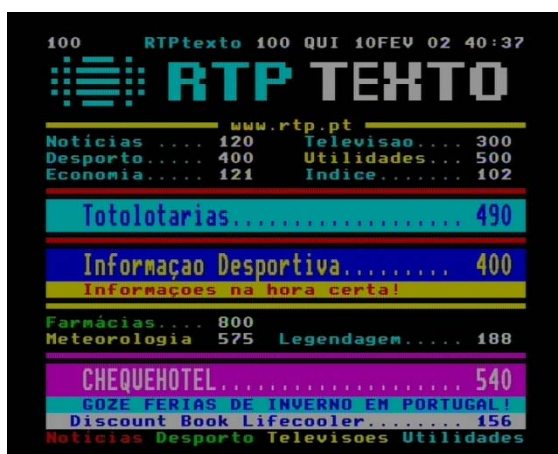 100 RTPtexto 100 QUI 10FEV 02 40:37
RTP TEXTO
www.rtp.pt
Notícias .... 120 Televisao .... 300
Desporto..... 400 Utilidades... 500
Economia..... 121 Indice....... 102
Totolotarias................... 490
Informaçao Desportiva......... 400
Informaçoes na hora certa!
Farmácias.... 800
Meteorologia 575 Legendagem..... 188
CHEQUEHOTEL.................... 540
GOZE FERIAS DE INVERNO EM PORTUGAL!
Discount Book Lifecooler..... 156
Noticias Desporto Televisoes Utilidades